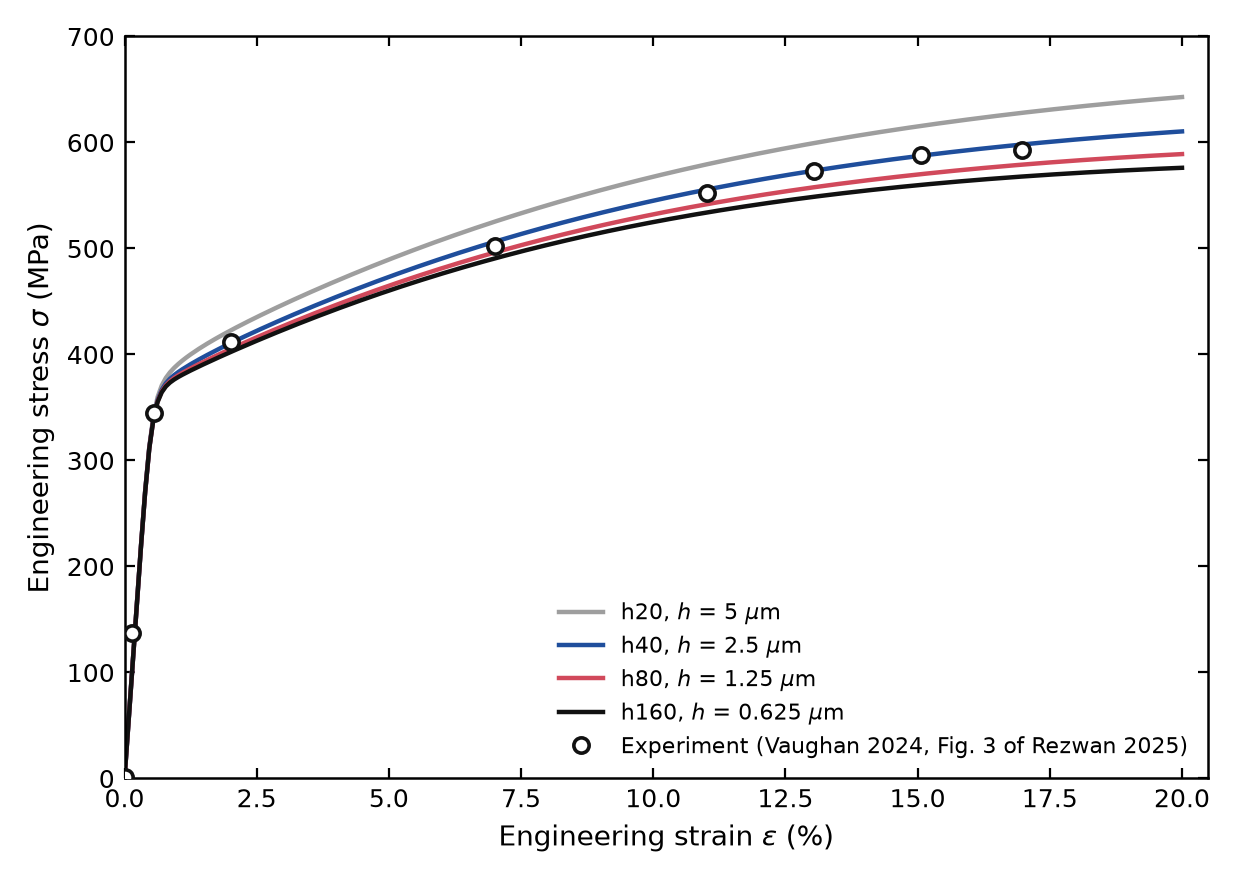 700
600
500
400
300
200
100
0
Engineering stress σ (MPa)
0.0 2.5 5.0 7.5 10.0 12.5 15.0 17.5 20.0
Engineering strain ε (%)
h20, h = 5 μm
h40, h = 2.5 μm
h80, h = 1.25 μm
h160, h = 0.625 μm
Experiment (Vaughan 2024, Fig. 3 of Rezwan 2025)